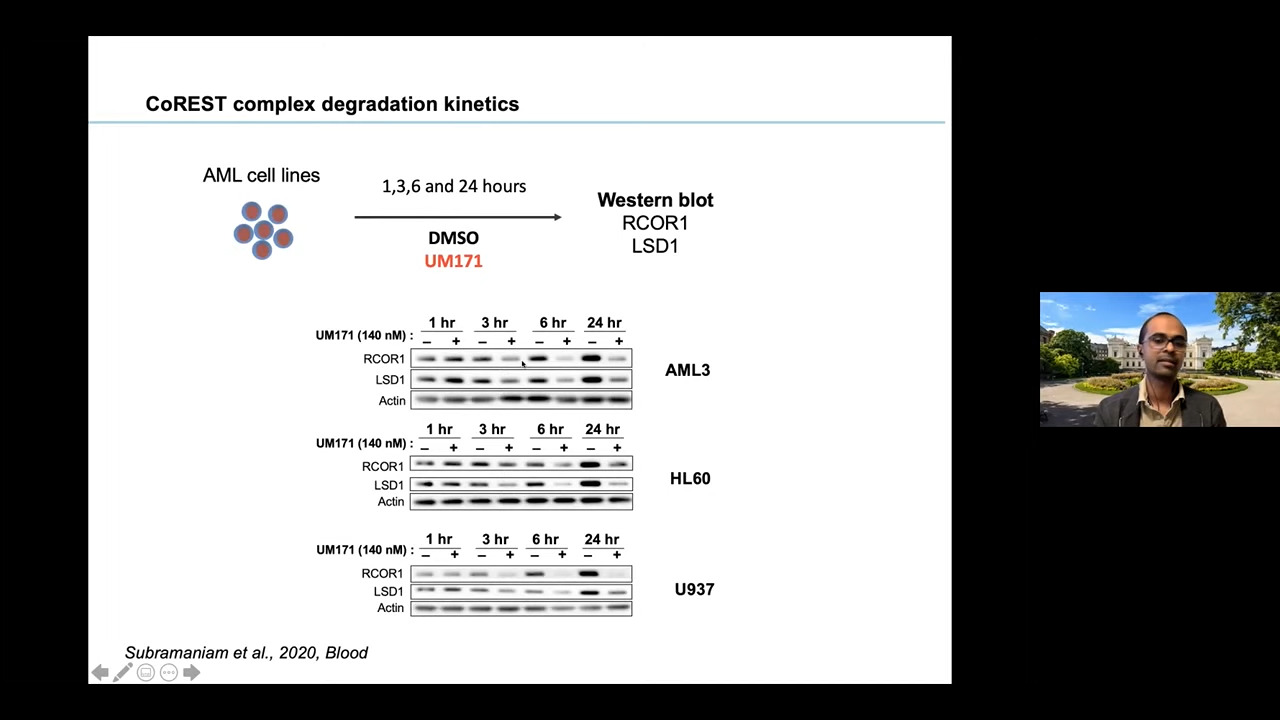 CoREST complex degradation kinetics
AML cell lines
1,3,6 and 24 hours
DMSO
UM171
Western blot
RCOR1
LSD1
1 hr 3 hr 6 hr 24 hr
UM171 (140 nM) : – + – + – + – +
RCOR1
LSD1
Actin
AML3
1 hr 3 hr 6 hr 24 hr
UM171 (140 nM) : – + – + – + – +
RCOR1
LSD1
Actin
HL60
1 hr 3 hr 6 hr 24 hr
UM171 (140 nM) : – + – + – + – +
RCOR1
LSD1
Actin
U937
Subramaniam et al., 2020, Blood